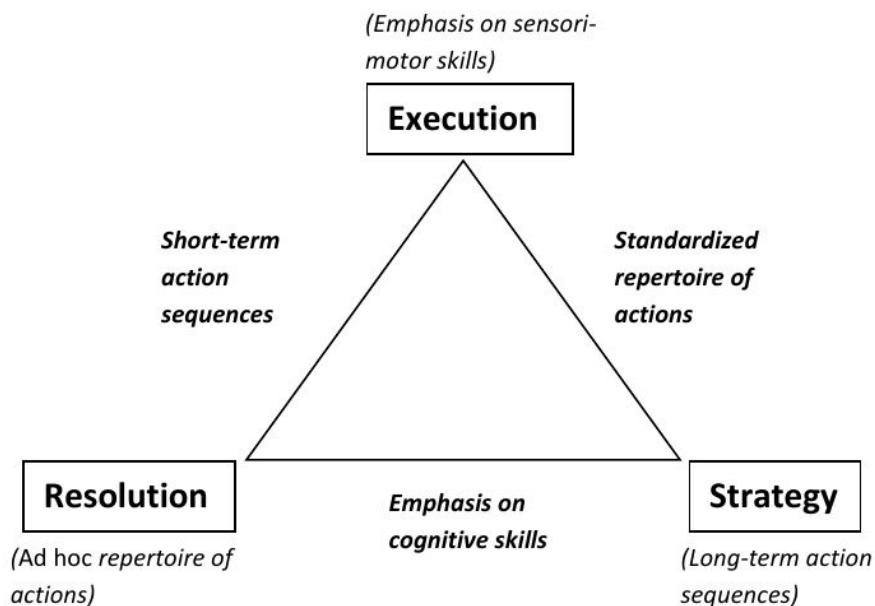 (Emphasis on sensori-
motor skills)
Execution
Short-term
action
sequences
Standardized
repertoire of
actions
Resolution
Emphasis on
cognitive skills
Strategy
(Ad hoc repertoire of
actions)
(Long-term action
sequences)